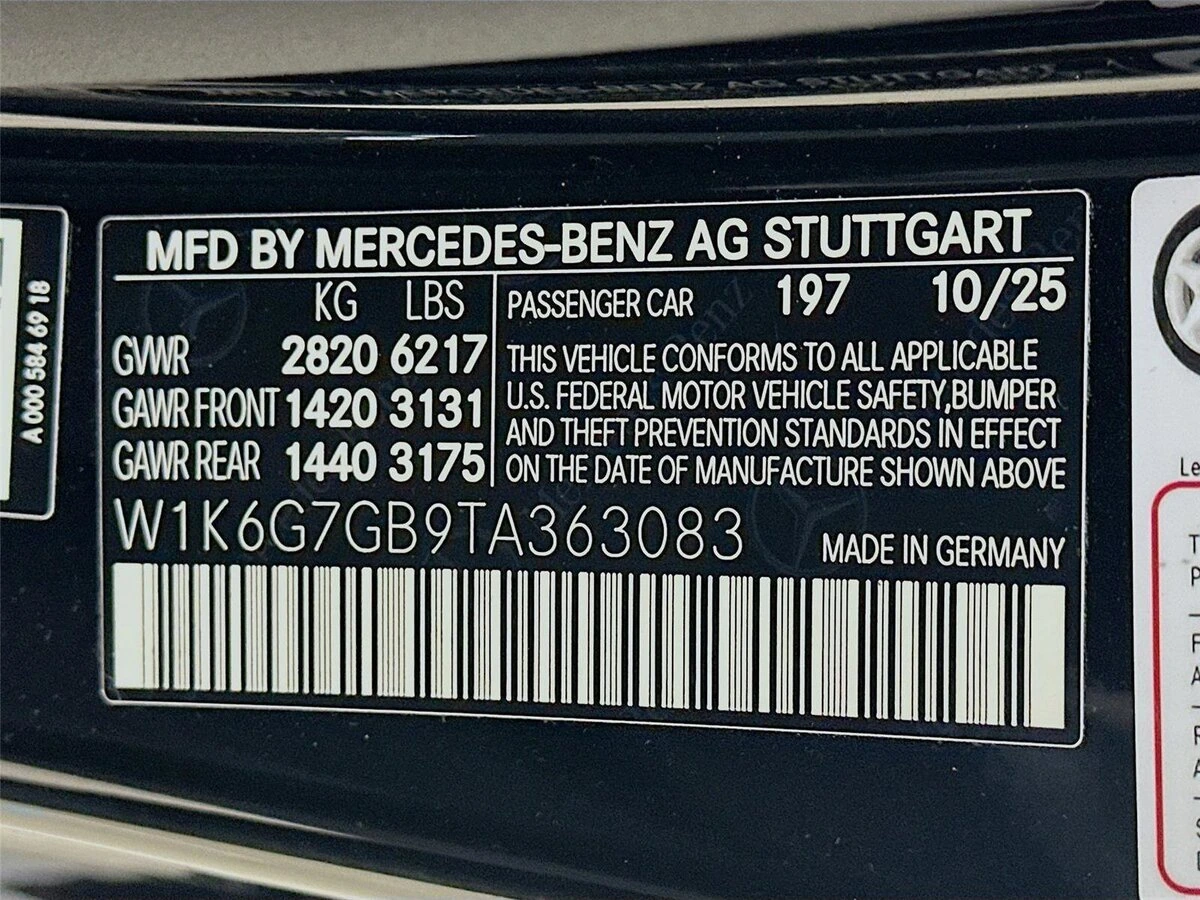 MFD BY MERCEDES-BENZ AG STUTTGART
KG LBS
GVWR 2820 6217
GAWR FRONT 1420 3131
GAWR REAR 1440 3175
PASSENGER CAR 197 10/25
THIS VEHICLE CONFORMS TO ALL APPLICABLE
U.S. FEDERAL MOTOR VEHICLE SAFETY,BUMPER
AND THEFT PREVENTION STANDARDS IN EFFECT
ON THE DATE OF MANUFACTURE SHOWN ABOVE
W1K6G7GB9TA363083
MADE IN GERMANY
A 000 584 69 18